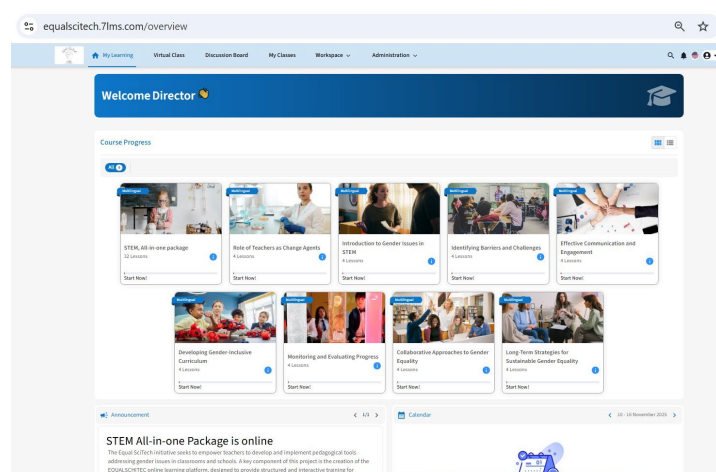 equalscitech.7lms.com/overview
My Learning Virtual Class Discussion Board My Classes Workspace Administration
Welcome Director
Course Progress
All 9
Multilingual Multilingual Multilingual Multilingual Multilingual
STEM, All-in-one package
32 Lessons
Start Now!
Role of Teachers as Change Agents
4 Lessons
Start Now!
Introduction to Gender Issues in
STEM
4 Lessons
Start Now!
Identifying Barriers and Challenges
4 Lessons
Start Now!
Effective Communication and
Engagement
4 Lessons
Start Now!
Multilingual Multilingual Multilingual Multilingual
Developing Gender-Inclusive
Curriculum
4 Lessons
Start Now!
Monitoring and Evaluating Progress
4 Lessons
Start Now!
Collaborative Approaches to Gender
Equality
4 Lessons
Start Now!
Long-Term Strategies for
Sustainable Gender Equality
4 Lessons
Start Now!
Announcement 1/1
Calendar 10 - 16 November 2025
STEM All-in-one Package is online
The Equal SciTech initiative seeks to empower teachers to develop and implement pedagogical tools
addressing gender issues in classrooms and schools. A key component of this project is the creation of the
EQUALSCHITEC online learning platform, designed to provide structured and interactive training for
01